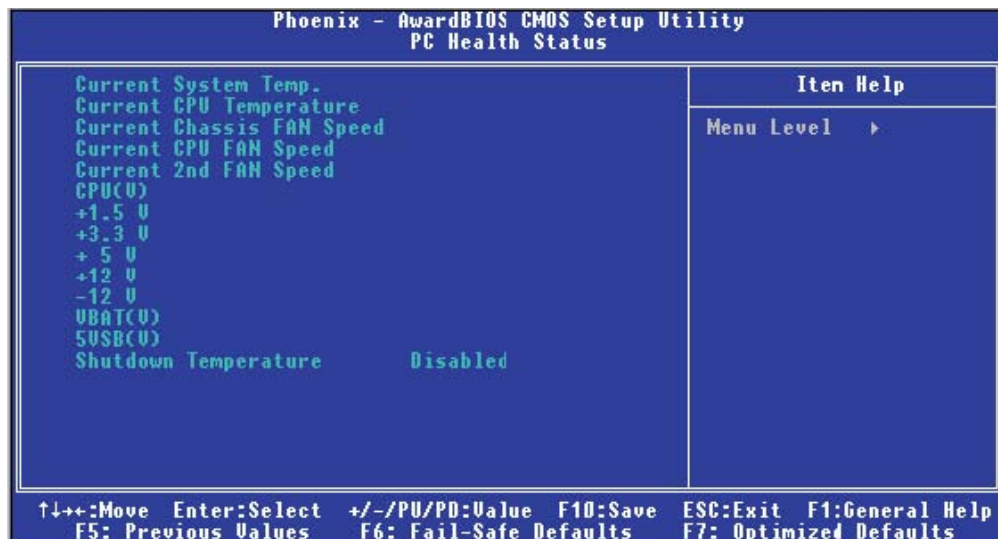 Phoenix - AwardBIOS CMOS Setup Utility
PC Health Status
Current System Temp.
Current CPU Temperature
Current Chassis FAN Speed
Current CPU FAN Speed
Current 2nd FAN Speed
CPU(V)
+1.5 V
+3.3 V
+ 5 V
+12 V
-12 V
VBAT(V)
5VSB(V)
Shutdown Temperature Disabled
Item Help
Menu Level ▸
↑↓→←:Move Enter:Select +/-/PU/PD:Value F10:Save ESC:Exit F1:General Help
F5: Previous Values F6: Fail-Safe Defaults F7: Optimized Defaults